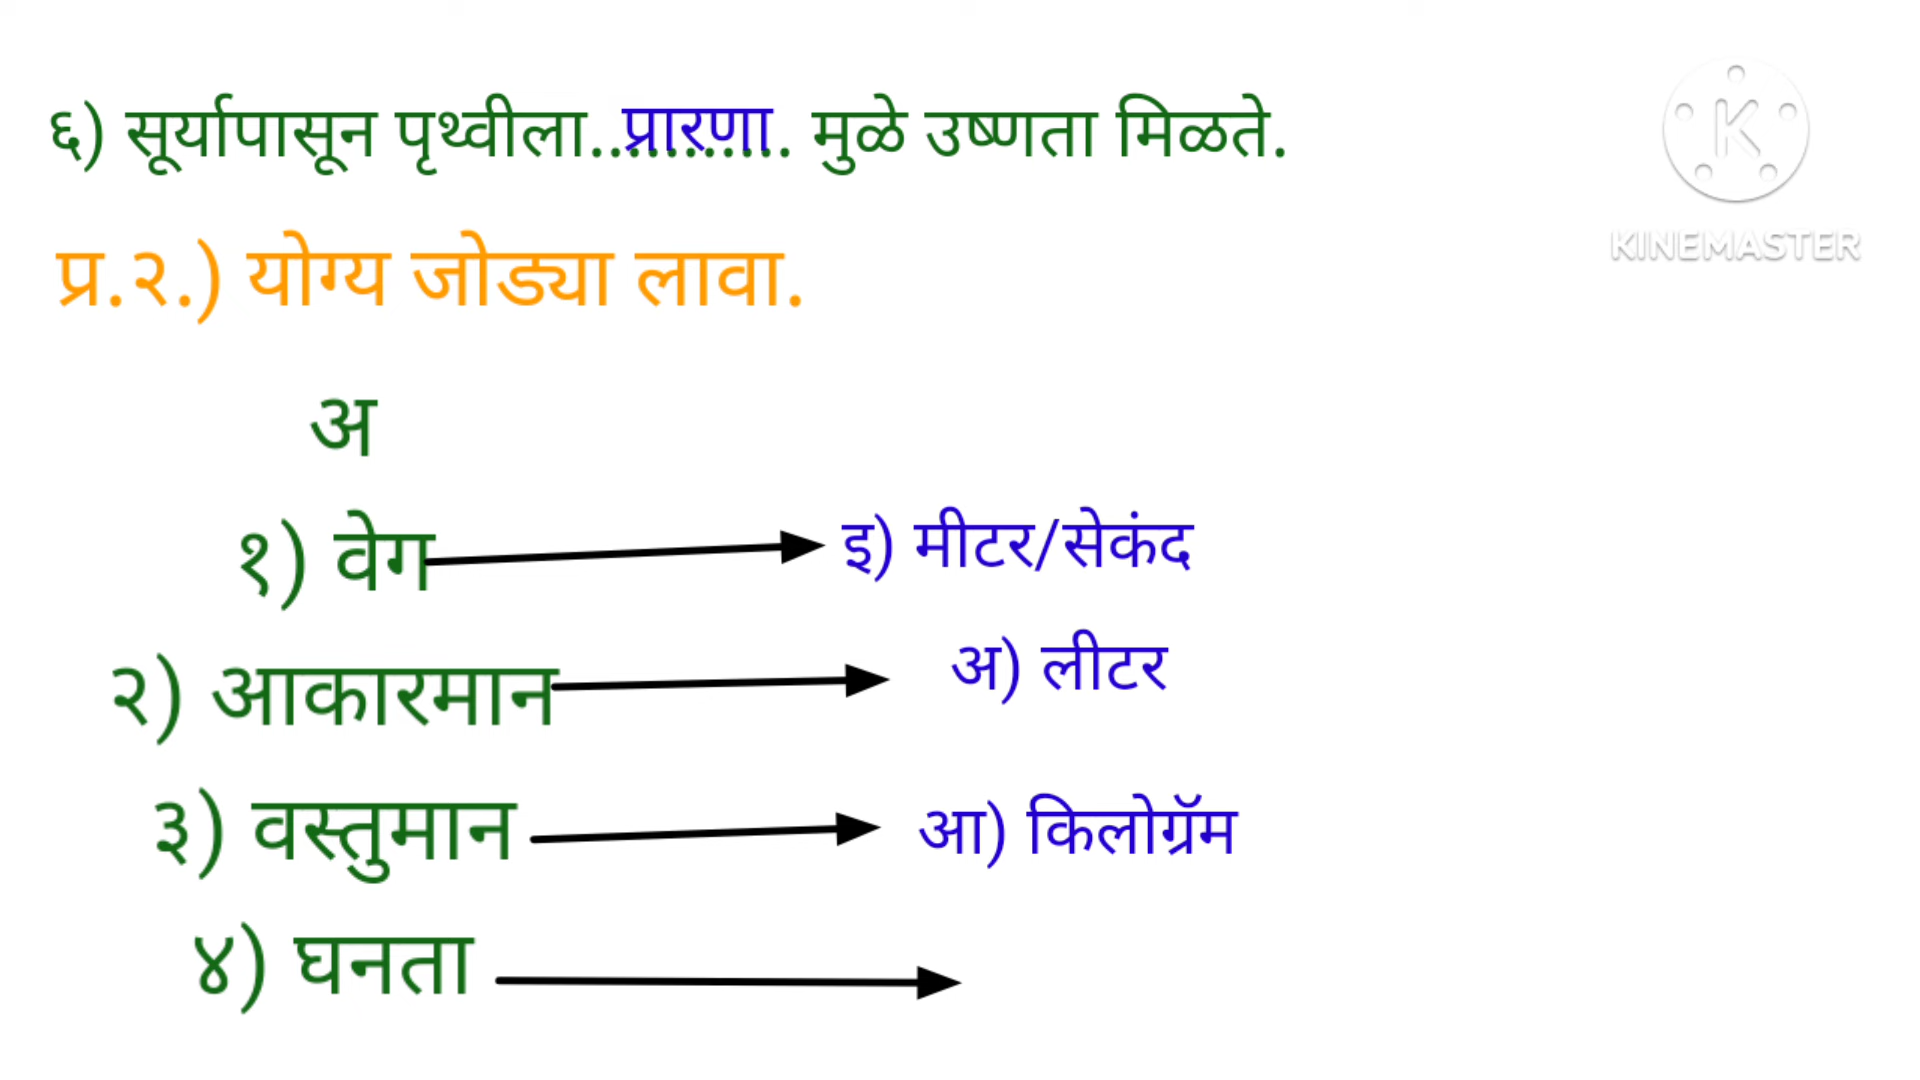 ६) सूर्यापासून पृथ्वीला..प्रारणा.. मुळे उष्णता मिळते.
K
KINEMASTER
प्र.२.) योग्य जोड्या लावा.
अ
१) वेग इ) मीटर/सेकंद
२) आकारमान अ) लीटर
३) वस्तुमान आ) किलोग्रॅम
४) घनता